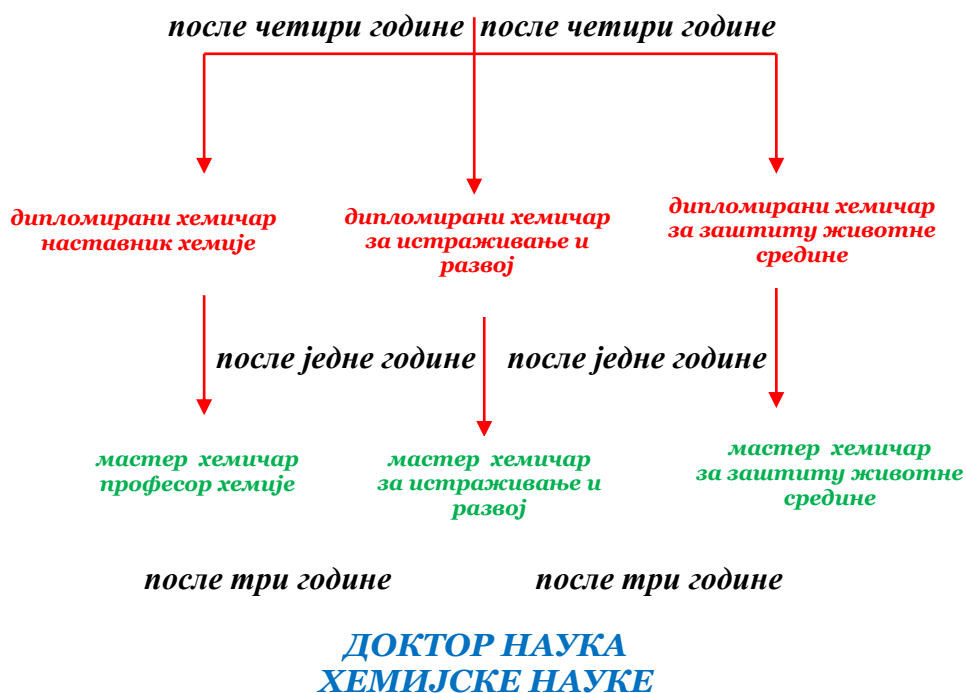 после четири године после четири године
дипломирани хемичар
наставник хемије
дипломирани хемичар
за истраживање и
развој
дипломирани хемичар
за заштиту животне
средине
после једне године после једне године
мастер хемичар
професор хемије
мастер хемичар
за истраживање и
развој
мастер хемичар
за заштиту животне
средине
после три године после три године
ДОКТОР НАУКА
ХЕМИЈСКЕ НАУКЕ